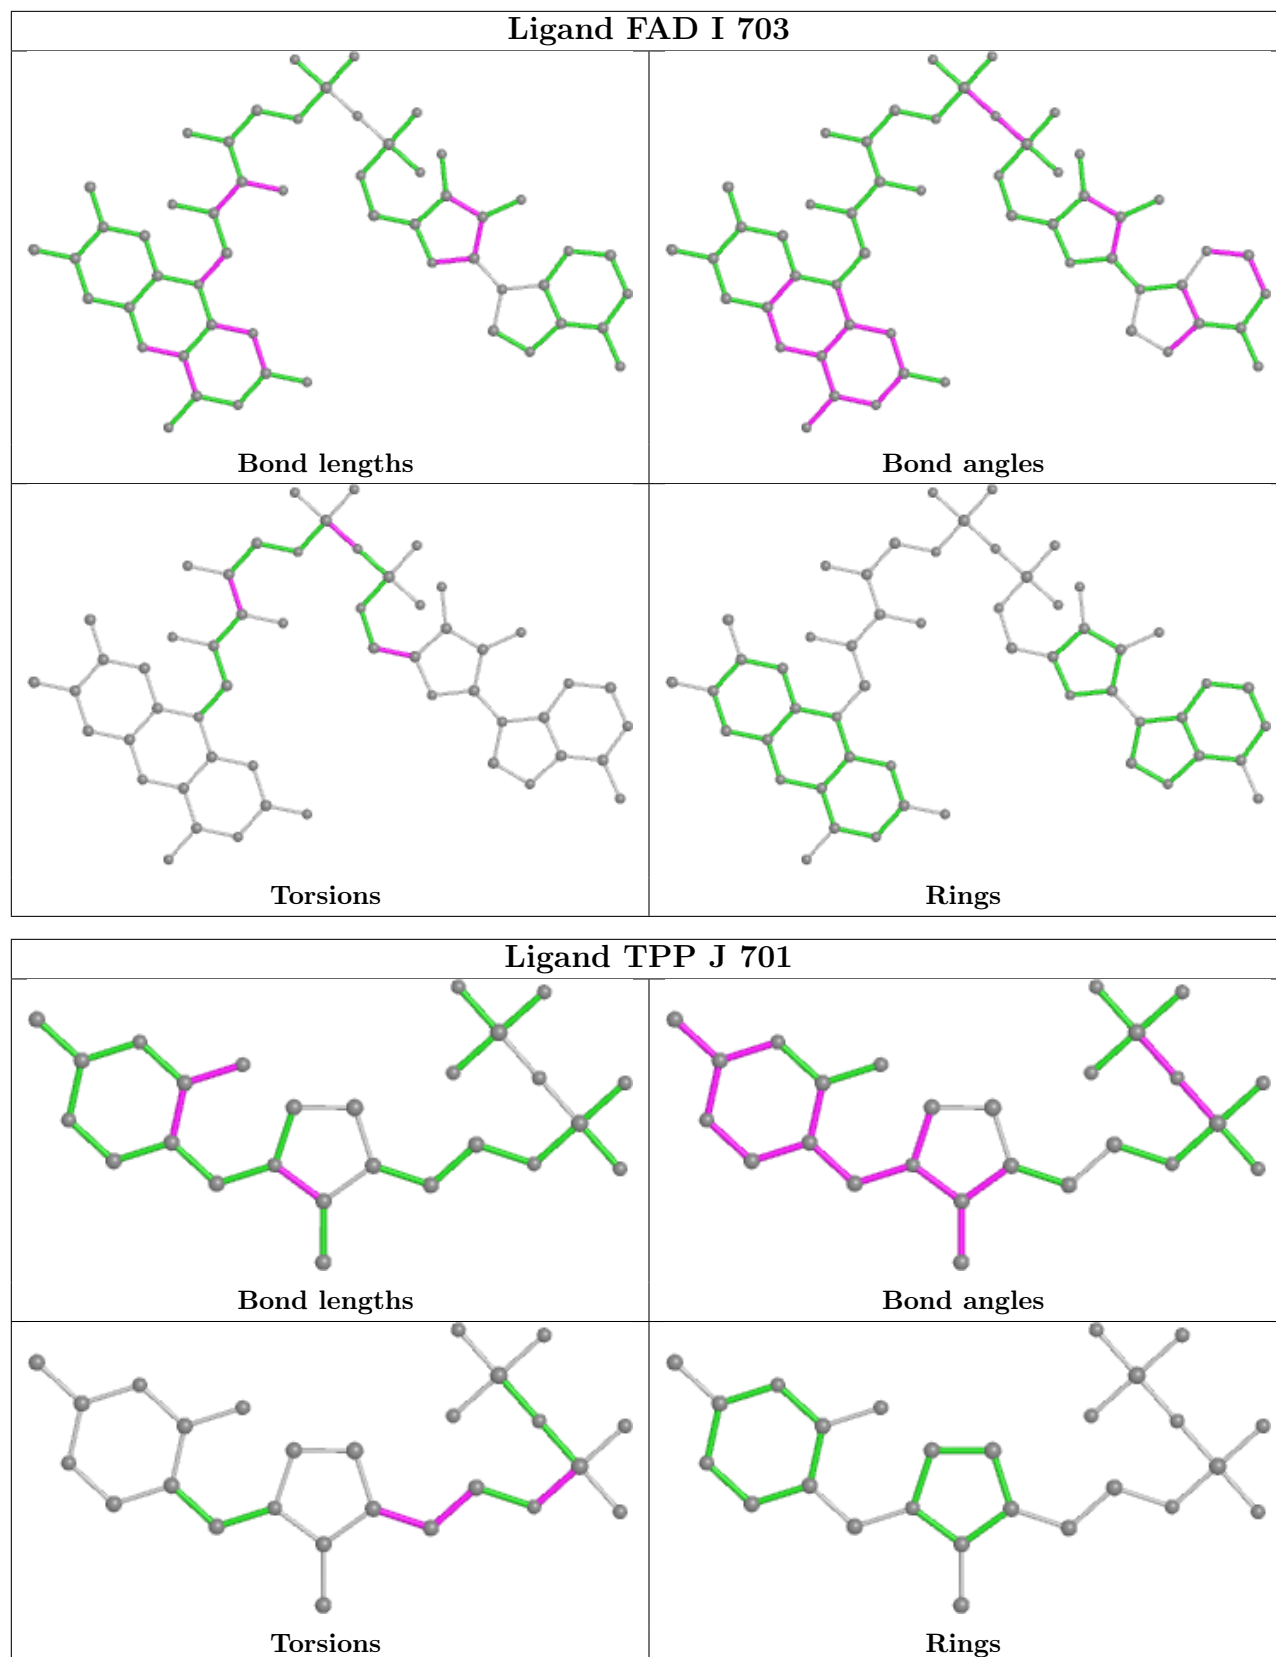 Ligand FAD I 703
Bond lengths
Bond angles
Torsions
Rings
Ligand TPP J 701
Bond lengths
Bond angles
Torsions
Rings